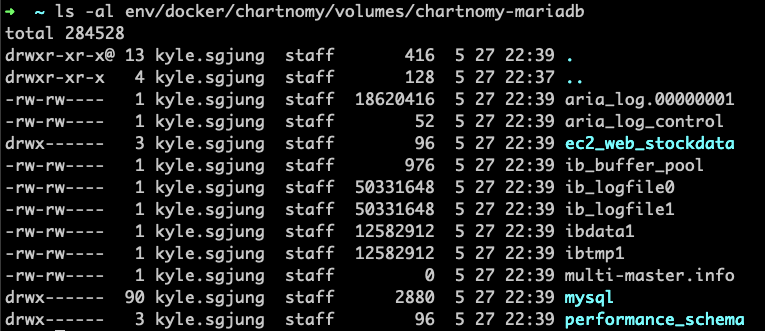 ➜  ~ ls -al env/docker/chartnomy/volumes/chartnomy-mariadb
total 284528
drwxr-xr-x@ 13 kyle.sgjung  staff       416  5 27 22:39 .
drwxr-xr-x   4 kyle.sgjung  staff       128  5 27 22:37 ..
-rw-rw----   1 kyle.sgjung  staff  18620416  5 27 22:39 aria_log.00000001
-rw-rw----   1 kyle.sgjung  staff        52  5 27 22:39 aria_log_control
drwx------   3 kyle.sgjung  staff        96  5 27 22:39 ec2_web_stockdata
-rw-rw----   1 kyle.sgjung  staff       976  5 27 22:39 ib_buffer_pool
-rw-rw----   1 kyle.sgjung  staff  50331648  5 27 22:39 ib_logfile0
-rw-rw----   1 kyle.sgjung  staff  50331648  5 27 22:39 ib_logfile1
-rw-rw----   1 kyle.sgjung  staff  12582912  5 27 22:39 ibdata1
-rw-rw----   1 kyle.sgjung  staff  12582912  5 27 22:39 ibtmp1
-rw-rw----   1 kyle.sgjung  staff         0  5 27 22:39 multi-master.info
drwx------  90 kyle.sgjung  staff      2880  5 27 22:39 mysql
drwx------   3 kyle.sgjung  staff        96  5 27 22:39 performance_schema